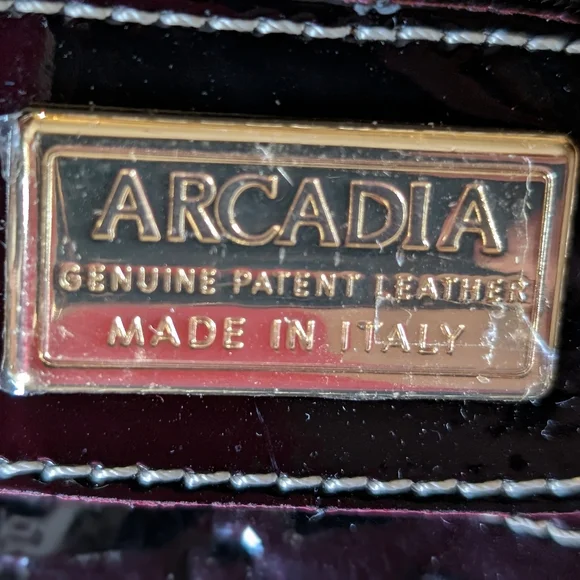 ARCADIA
GENUINE PATENT LEATHER
MADE IN ITALY